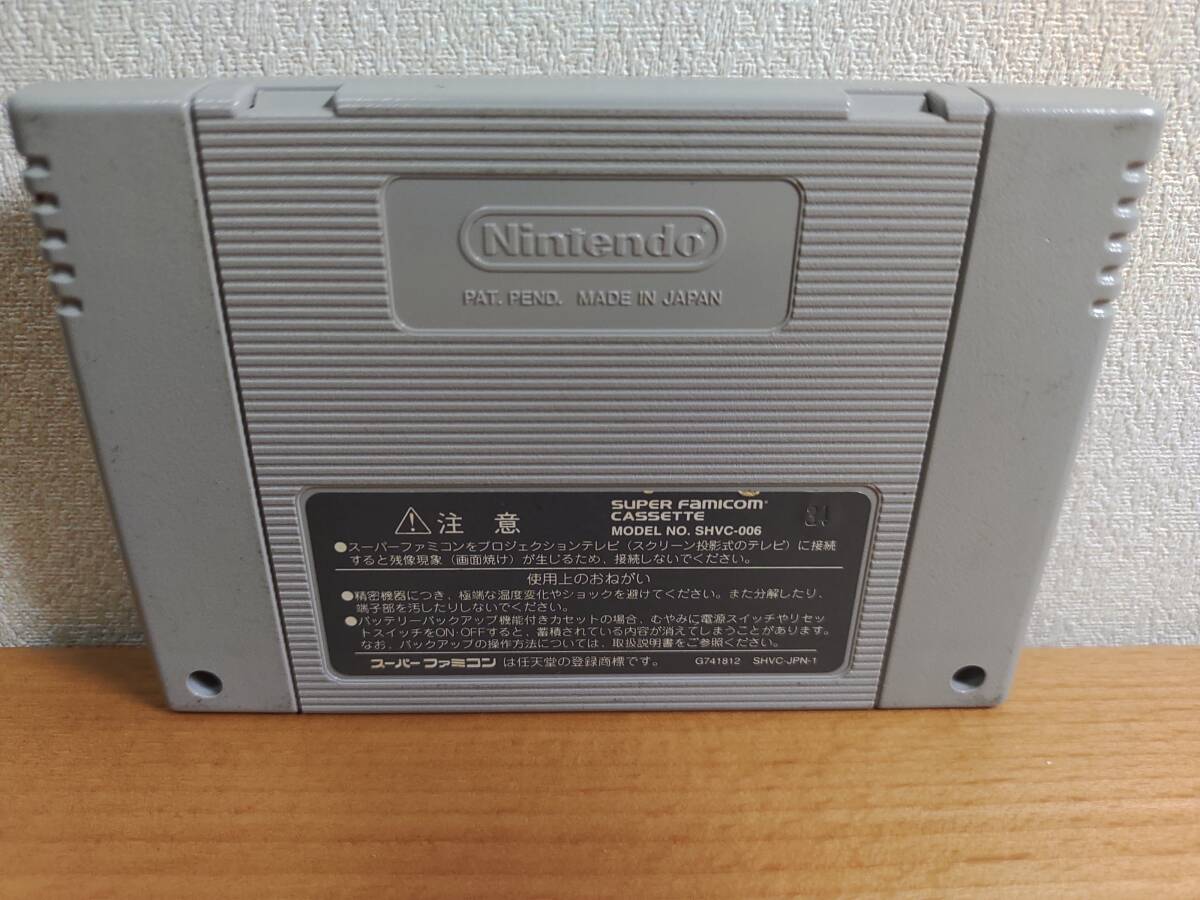 Nintendo
PAT. PEND. MADE IN JAPAN
⚠注 意
SUPER FAMICOM
CASSETTE
MODEL NO. SHVC-006
●スーパーファミコンをプロジェクションテレビ(スクリーン投影式のテレビ)に接続
すると残像現象(画面焼け)が生じるため、接続しないでください。
使用上のおねがい
●精密機器につき、極端な温度変化やショックを避けてください。また分解したり、
端子部を汚したりしないでください。
●バッテリーバックアップ機能付きカセットの場合、むやみに電源スイッチやリセッ
トスイッチをON・OFFすると、蓄積されている内容が消えてしまうことがあります。
なお、バックアップの操作方法については、取扱説明書をご参照ください。
スーパーファミコンは任天堂の登録商標です。 G741812 SHVC-JPN-1